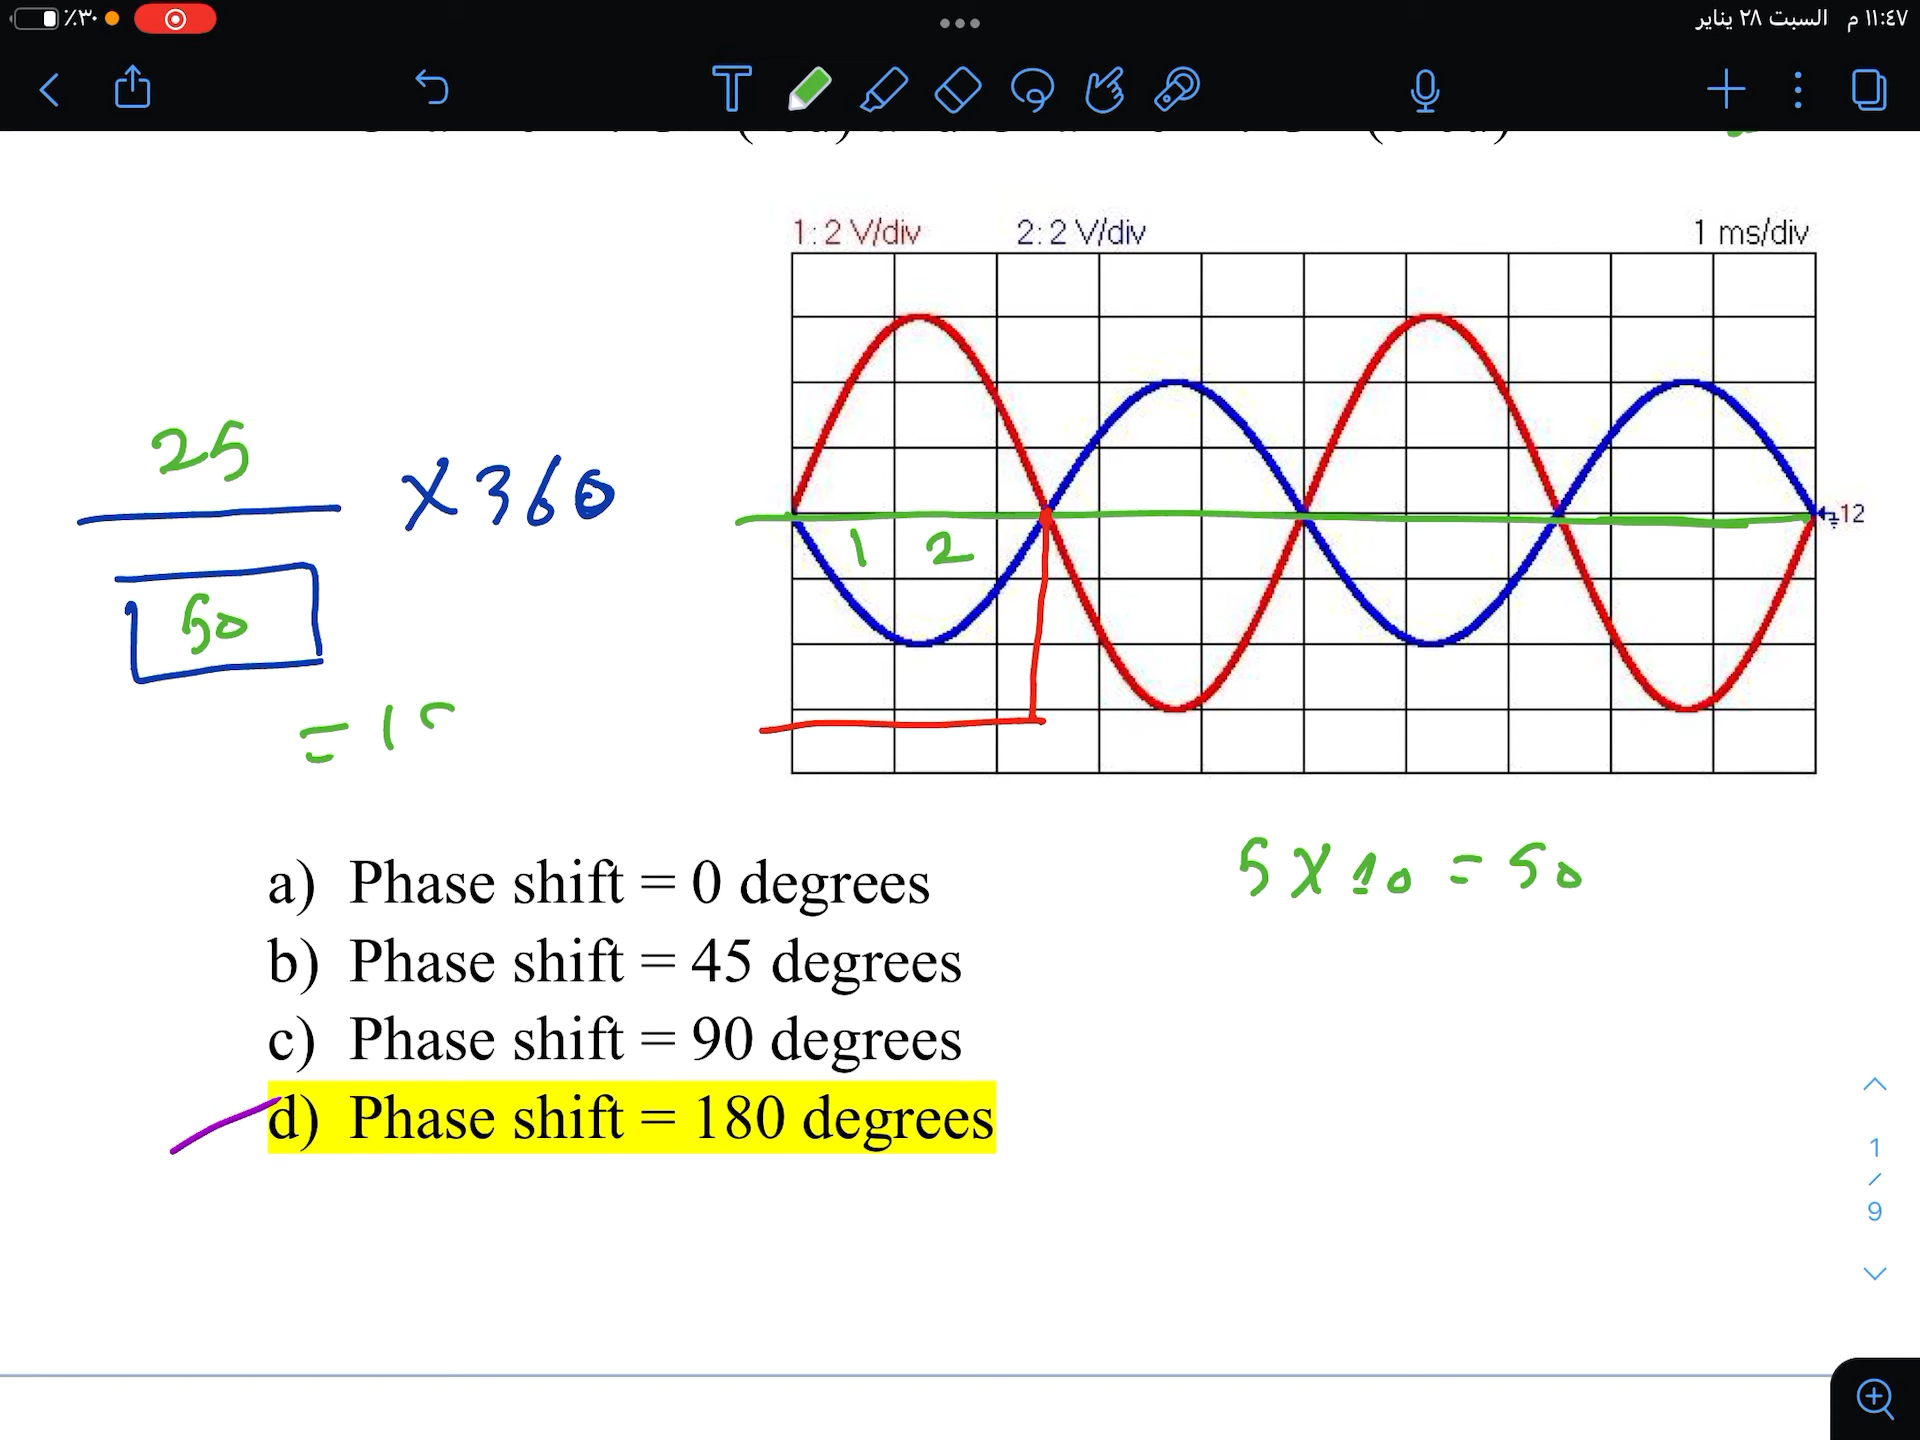 ٪٣٠ السبت ٢٨ يناير ١١:٤٧ م
1: 2 V/div 2: 2 V/div 1 ms/div
25
× 360
50
1 2
12
= 1
a) Phase shift = 0 degrees
5 × 10 = 50
b) Phase shift = 45 degrees
c) Phase shift = 90 degrees
d) Phase shift = 180 degrees
1
/
9